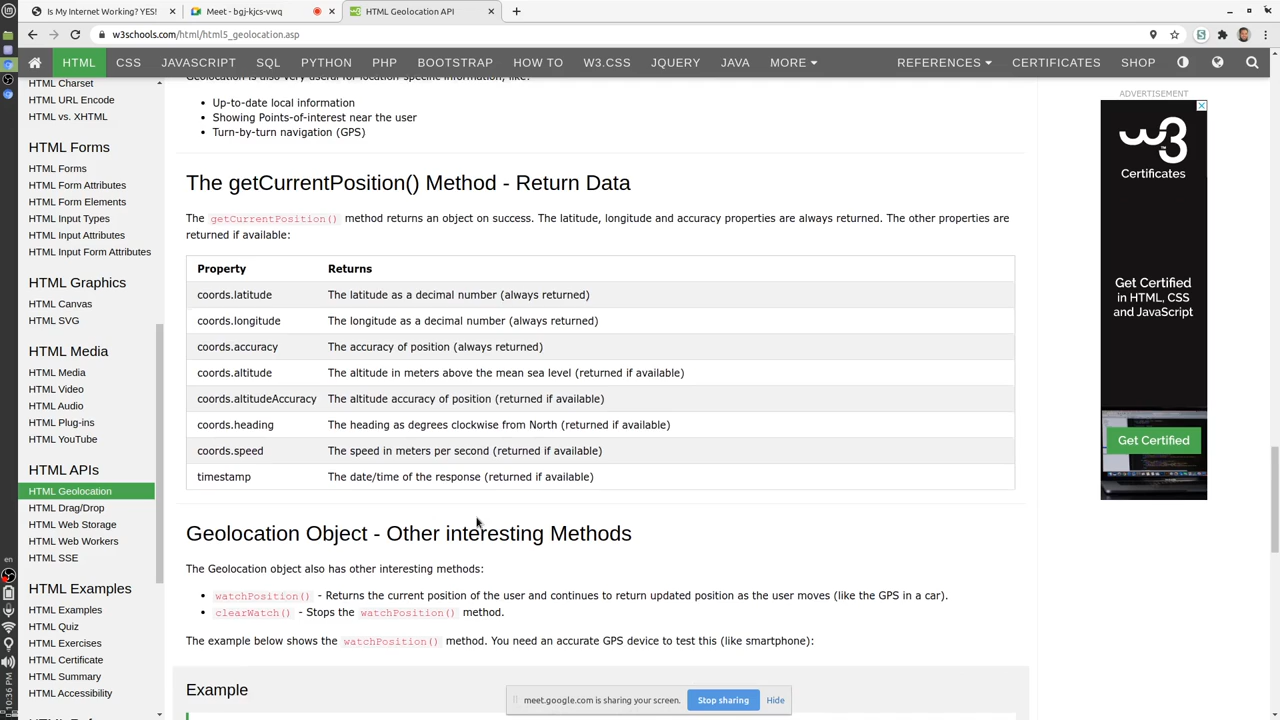 Is My Internet Working? YES!
Meet - bgj-kjcs-vwq
HTML Geolocation API
w3schools.com/html/html5_geolocation.asp
HTML CSS JAVASCRIPT SQL PYTHON PHP BOOTSTRAP HOW TO W3.CSS JQUERY JAVA MORE REFERENCES CERTIFICATES SHOP
HTML Charset
HTML URL Encode
HTML vs. XHTML
HTML Forms
HTML Forms
HTML Form Attributes
HTML Form Elements
HTML Input Types
HTML Input Attributes
HTML Input Form Attributes
HTML Graphics
HTML Canvas
HTML SVG
HTML Media
HTML Media
HTML Video
HTML Audio
HTML Plug-ins
HTML YouTube
HTML APIs
HTML Geolocation
HTML Drag/Drop
HTML Web Storage
HTML Web Workers
HTML SSE
HTML Examples
HTML Examples
HTML Quiz
HTML Exercises
HTML Certificate
HTML Summary
HTML Accessibility
en
10:36 PM
Geolocation is also very useful for location-specific information, like:
• Up-to-date local information
• Showing Points-of-interest near the user
• Turn-by-turn navigation (GPS)
The getCurrentPosition() Method - Return Data
The getCurrentPosition() method returns an object on success. The latitude, longitude and accuracy properties are always returned. The other properties are
returned if available:
Property Returns
coords.latitude The latitude as a decimal number (always returned)
coords.longitude The longitude as a decimal number (always returned)
coords.accuracy The accuracy of position (always returned)
coords.altitude The altitude in meters above the mean sea level (returned if available)
coords.altitudeAccuracy The altitude accuracy of position (returned if available)
coords.heading The heading as degrees clockwise from North (returned if available)
coords.speed The speed in meters per second (returned if available)
timestamp The date/time of the response (returned if available)
Geolocation Object - Other interesting Methods
The Geolocation object also has other interesting methods:
• watchPosition() - Returns the current position of the user and continues to return updated position as the user moves (like the GPS in a car).
• clearWatch() - Stops the watchPosition() method.
The example below shows the watchPosition() method. You need an accurate GPS device to test this (like smartphone):
Example
meet.google.com is sharing your screen. Stop sharing Hide
ADVERTISEMENT
w3
Certificates
Get Certified
in HTML, CSS
and JavaScript
Get Certified